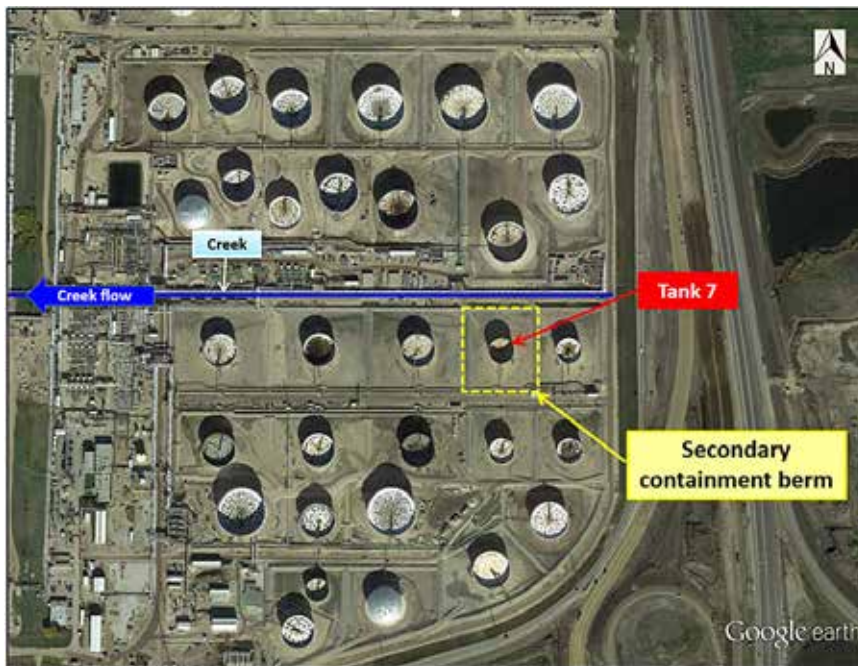 N
Creek
Creek flow
Tank 7
Secondary
containment berm
Google earth